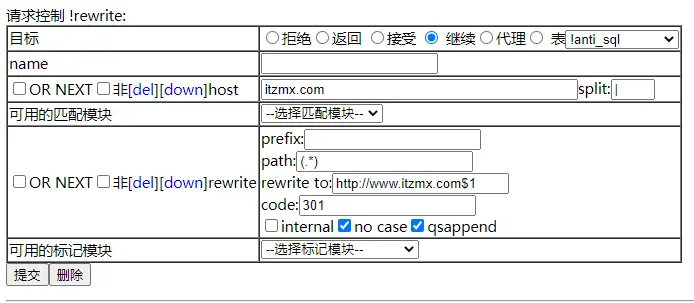 请求控制 !rewrite:
目标 拒绝 返回 接受 继续 代理 表 !anti_sql
name
OR NEXT 非[del][down]host itzmx.com split: |
可用的匹配模块 --选择匹配模块--
prefix:
path: (.*)
OR NEXT 非[del][down]rewrite rewrite to: http://www.itzmx.com$1
code: 301
internal no case qsappend
可用的标记模块 --选择标记模块--
提交 删除